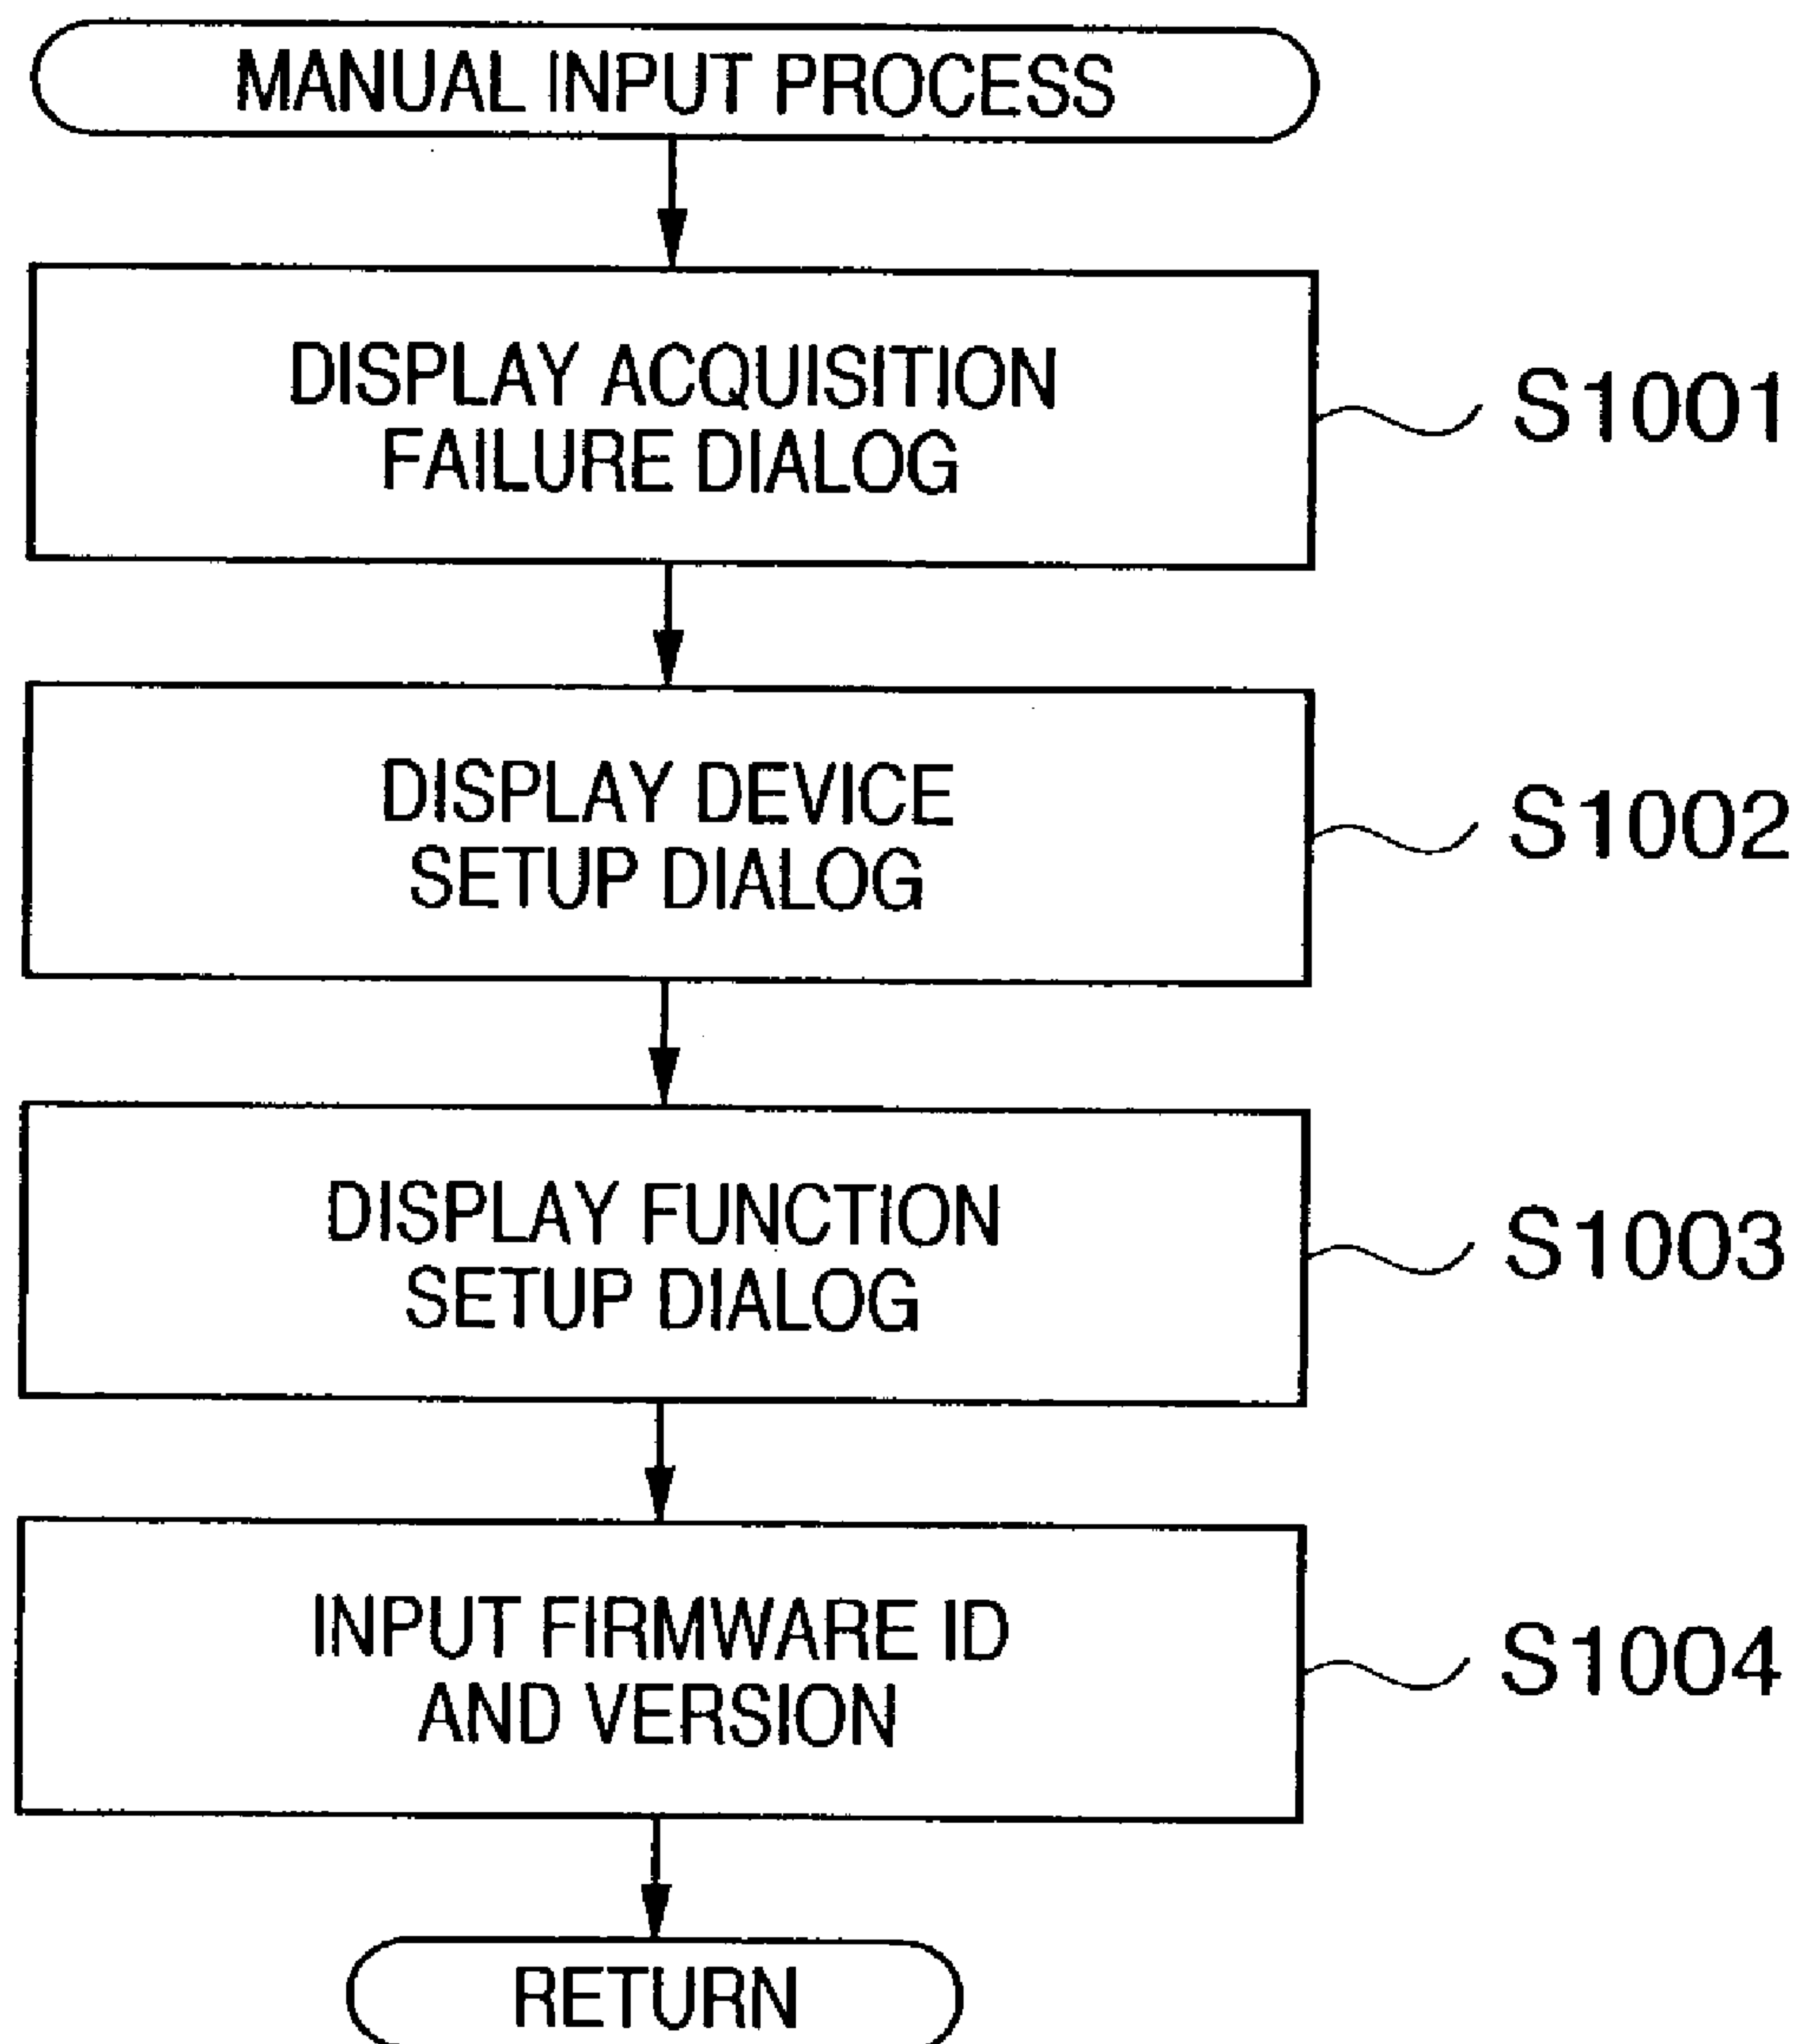 MANUAL INPUT PROCESS
DISPLAY ACQUISITION
FAILURE DIALOG
S1001
DISPLAY DEVICE
SETUP DIALOG
S1002
DISPLAY FUNCTION
SETUP DIALOG
S1003
INPUT FIRMWARE ID
AND VERSION
S1004
RETURN